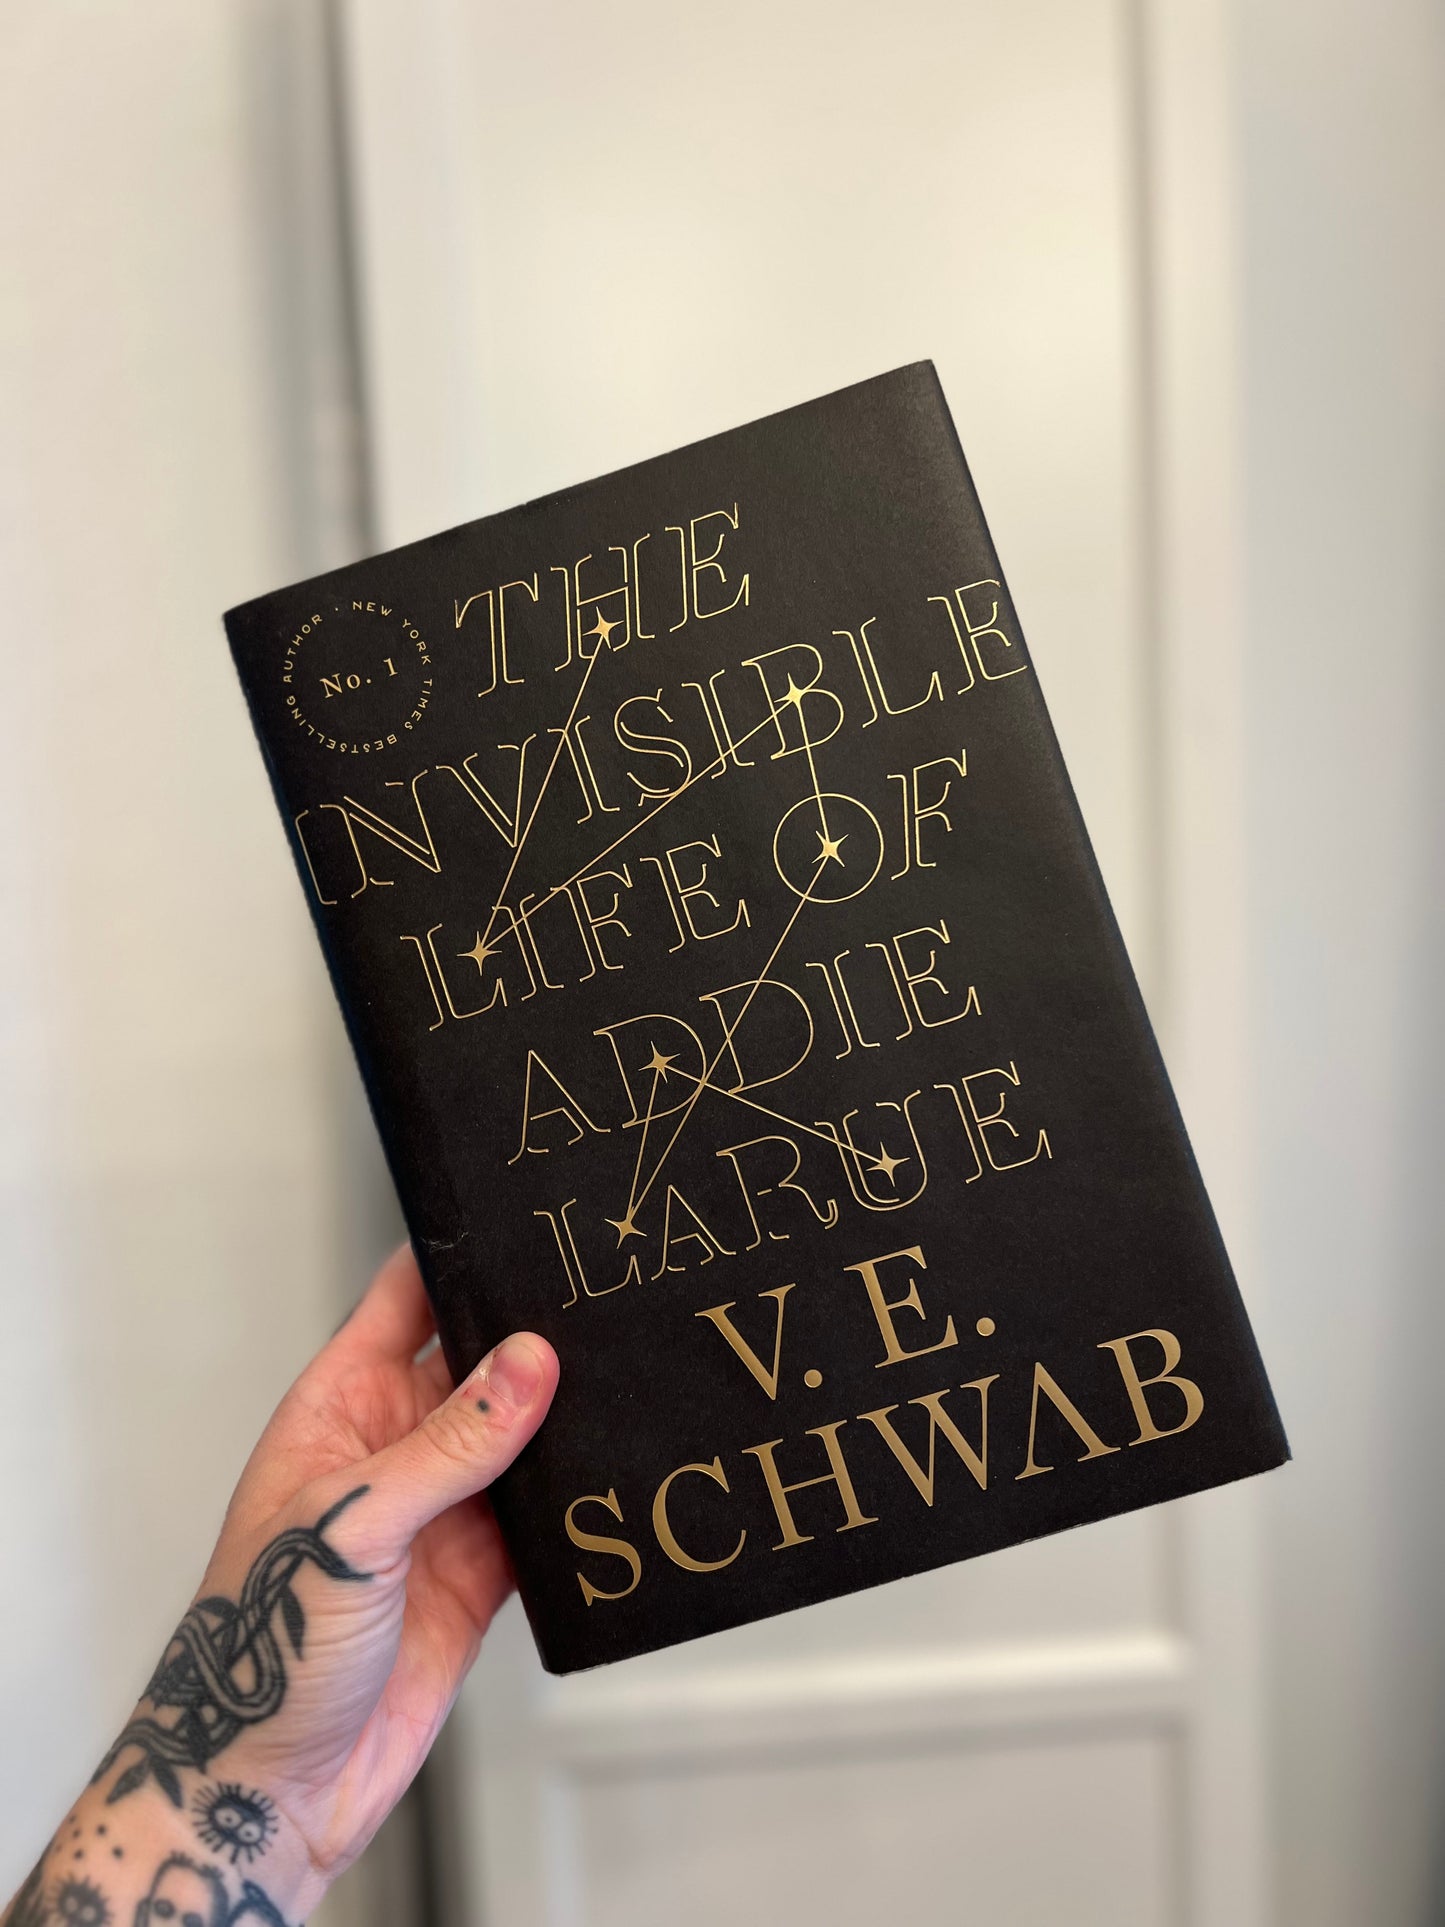 NEW YORK TIMES BESTSELLING AUTHOR ·
No. 1
THE
INVISIBLE
LIFE OF
ADDIE
LARUE
V. E.
SCHWAB